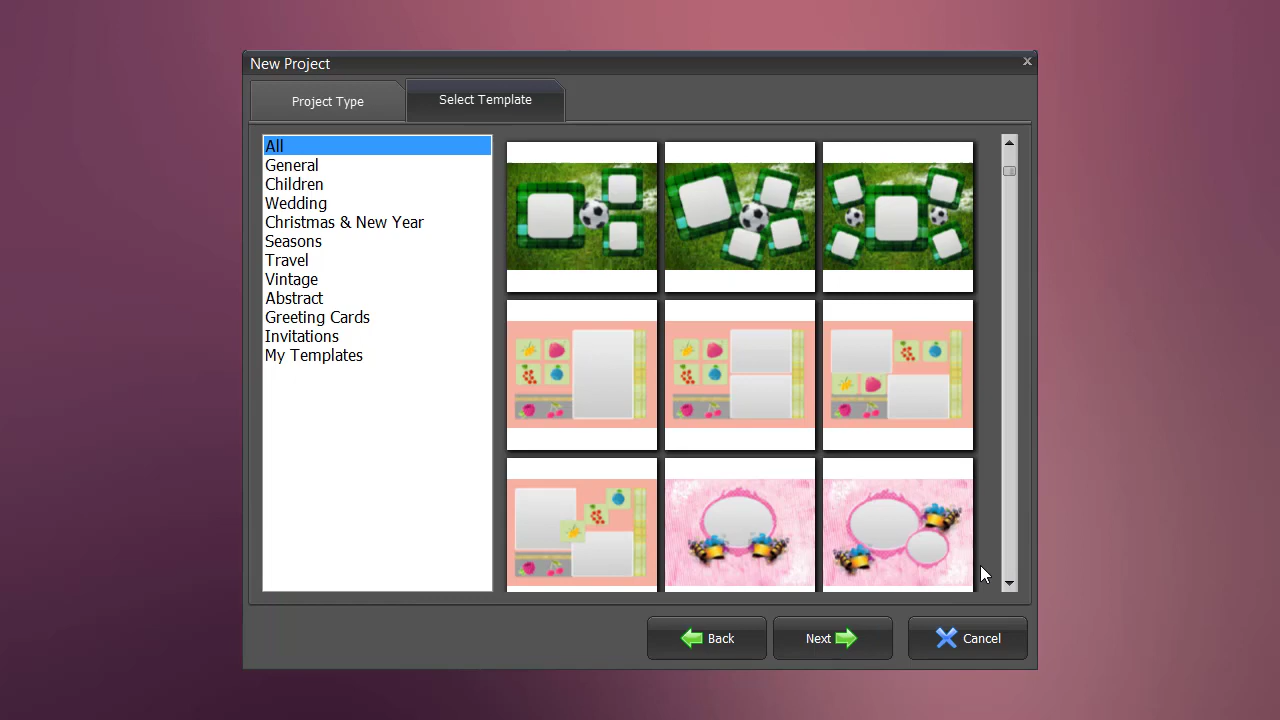 New Project
Project Type
Select Template
All
General
Children
Wedding
Christmas & New Year
Seasons
Travel
Vintage
Abstract
Greeting Cards
Invitations
My Templates
Back
Next
Cancel